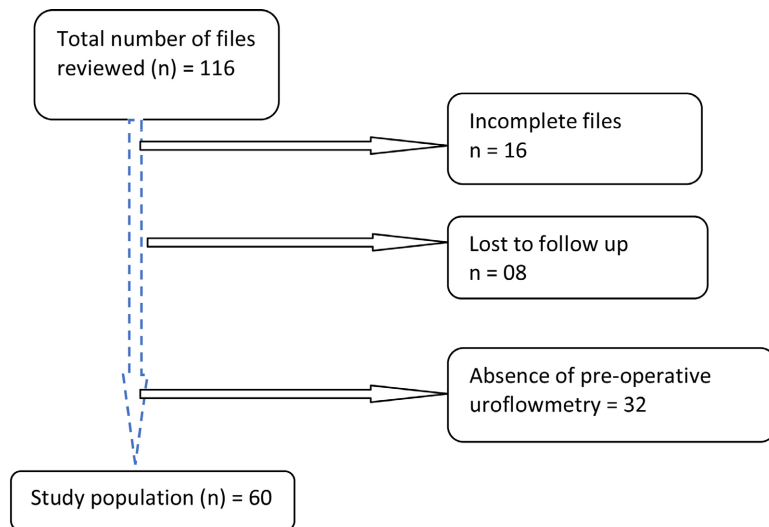 Total number of files
reviewed (n) = 116
Incomplete files
n = 16
Lost to follow up
n = 08
Absence of pre-operative
uroflowmetry = 32
Study population (n) = 60